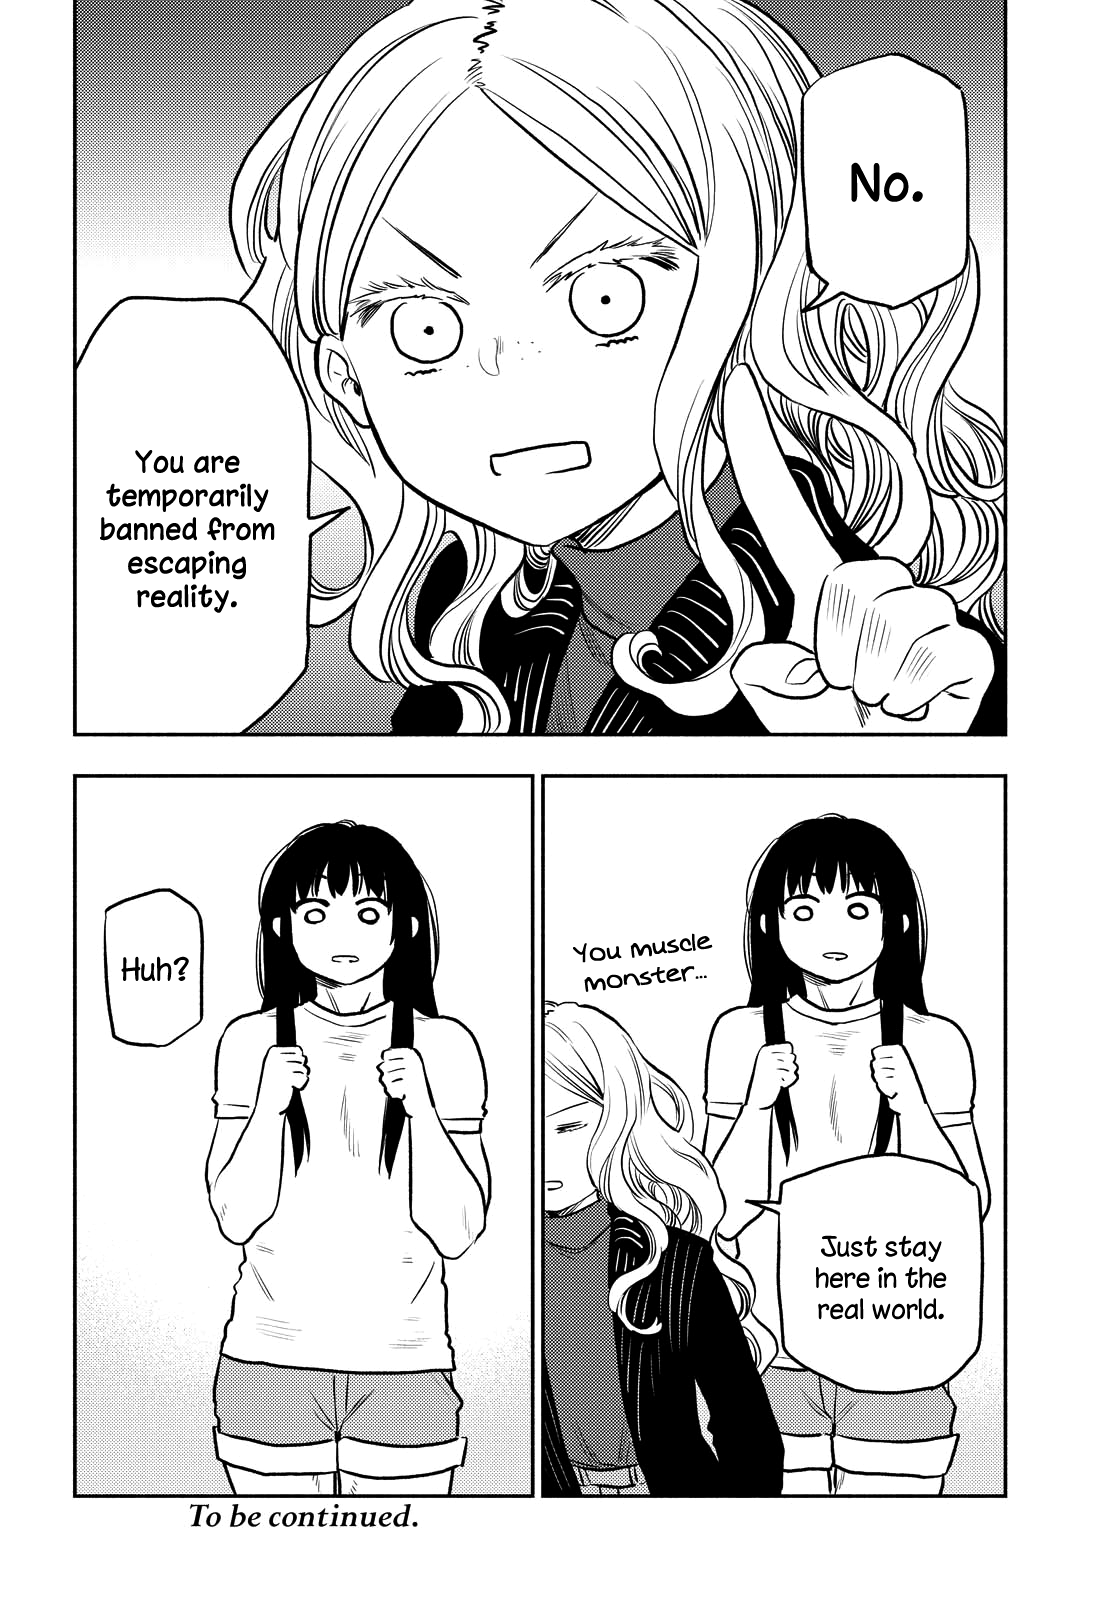 No.
You are
temporarily
banned from
escaping
reality.
You muscle
monster...
Just stay
here in the
real world.
Huh?
To be continued.